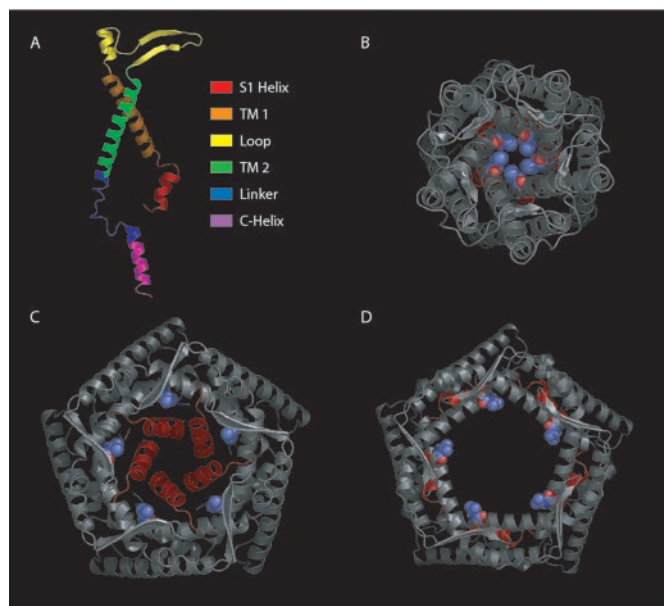 A
B
S1 Helix
TM 1
Loop
TM 2
Linker
C-Helix
C
D